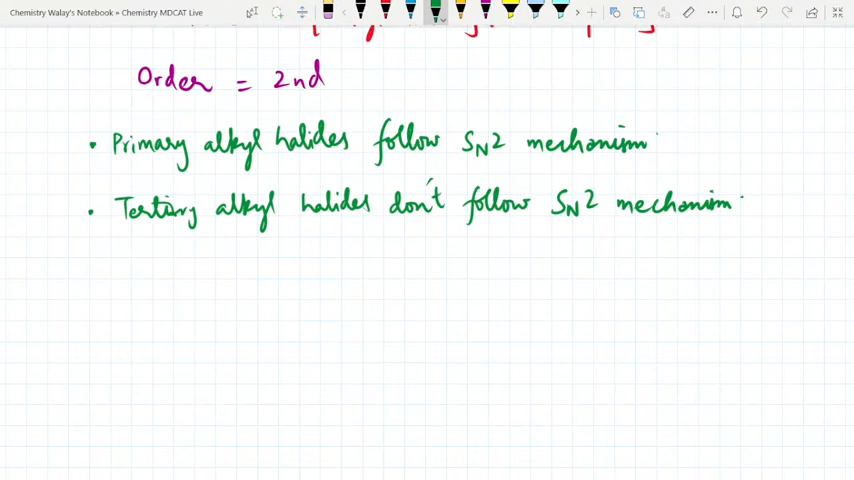 Chemistry Walay's Notebook » Chemistry MDCAT Live
Order = 2nd
• Primary alkyl halides follow SN2 mechanism
• Tertiary alkyl halides don't follow SN2 mechanism